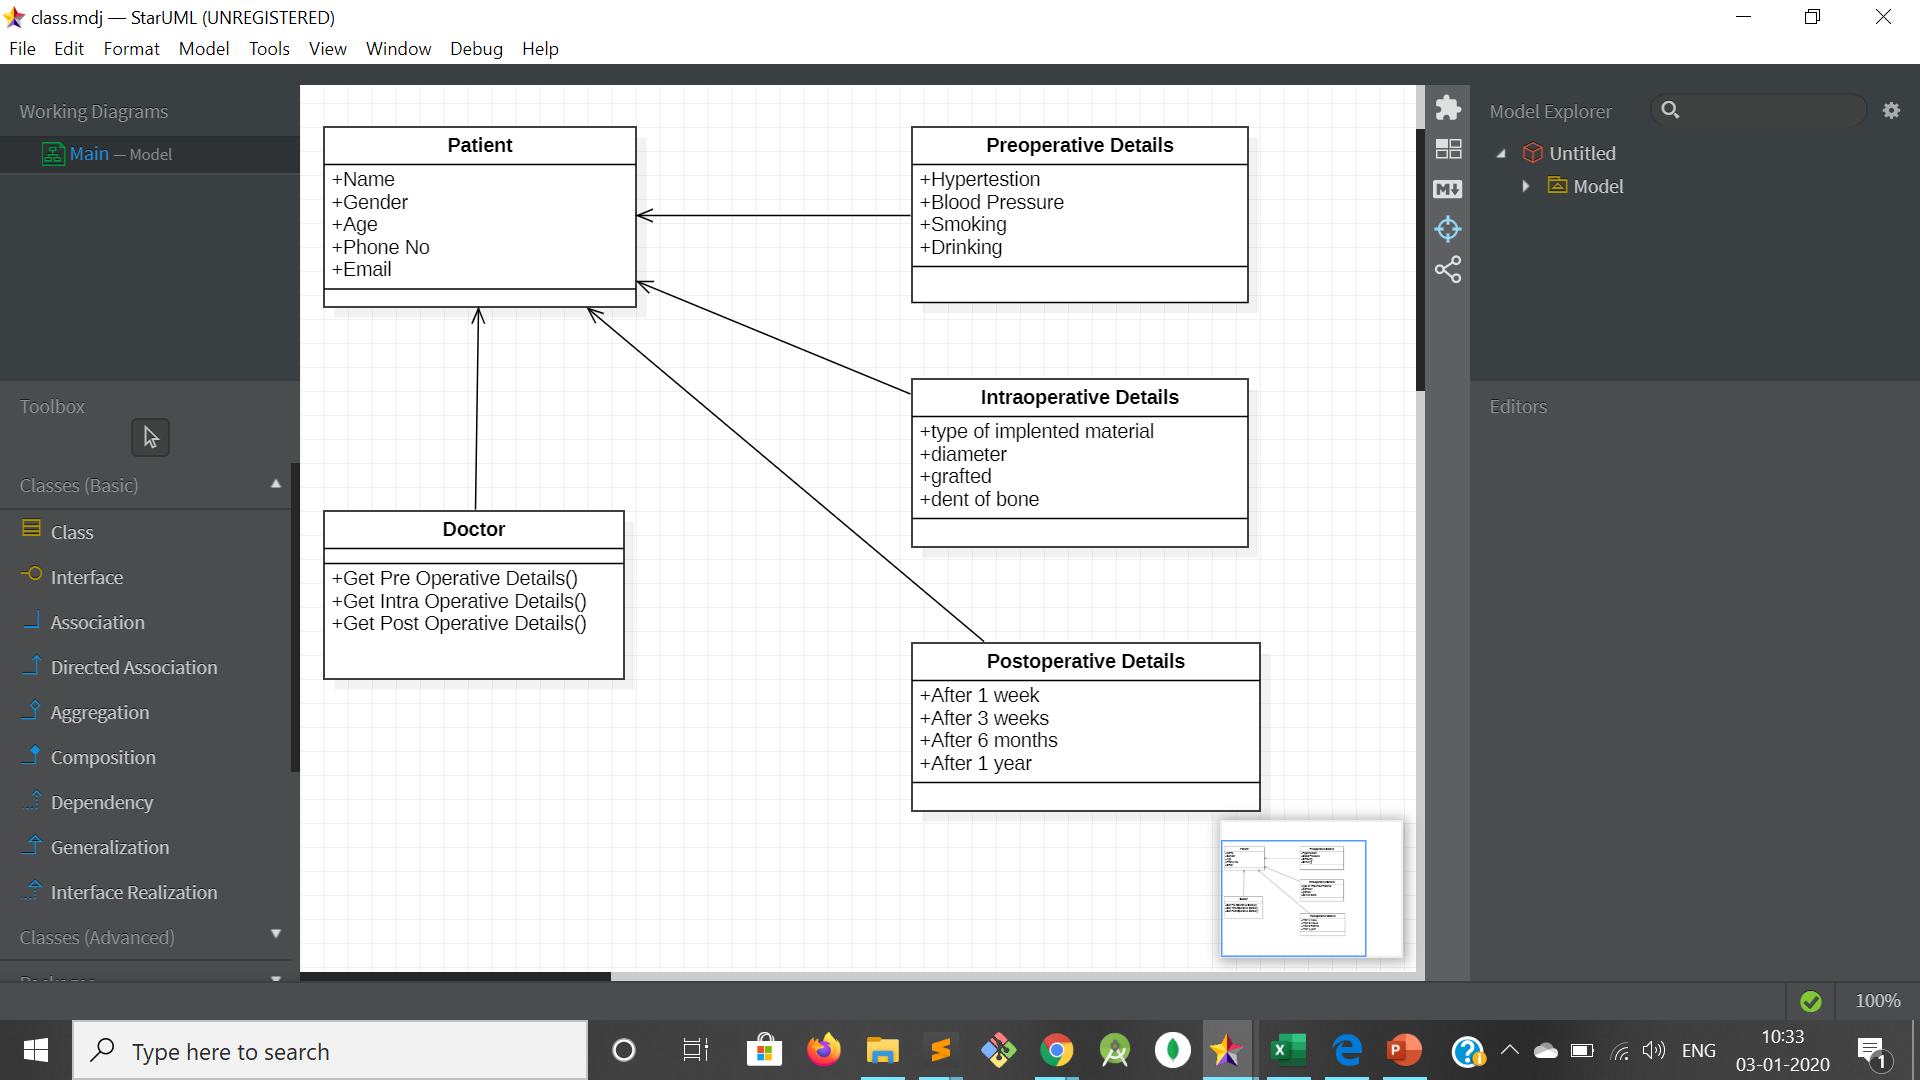 class.mdj — StarUML (UNREGISTERED)
File Edit Format Model Tools View Window Debug Help
Working Diagrams
Main — Model
Toolbox
Classes (Basic)
Class
Interface
Association
Directed Association
Aggregation
Composition
Dependency
Generalization
Interface Realization
Classes (Advanced)
Patient
+Name
+Gender
+Age
+Phone No
+Email
Doctor
+Get Pre Operative Details()
+Get Intra Operative Details()
+Get Post Operative Details()
Preoperative Details
+Hypertestion
+Blood Pressure
+Smoking
+Drinking
Intraoperative Details
+type of implented material
+diameter
+grafted
+dent of bone
Postoperative Details
+After 1 week
+After 3 weeks
+After 6 months
+After 1 year
Model Explorer
Untitled
Model
Editors
100%
Type here to search
ENG
10:33
03-01-2020
1